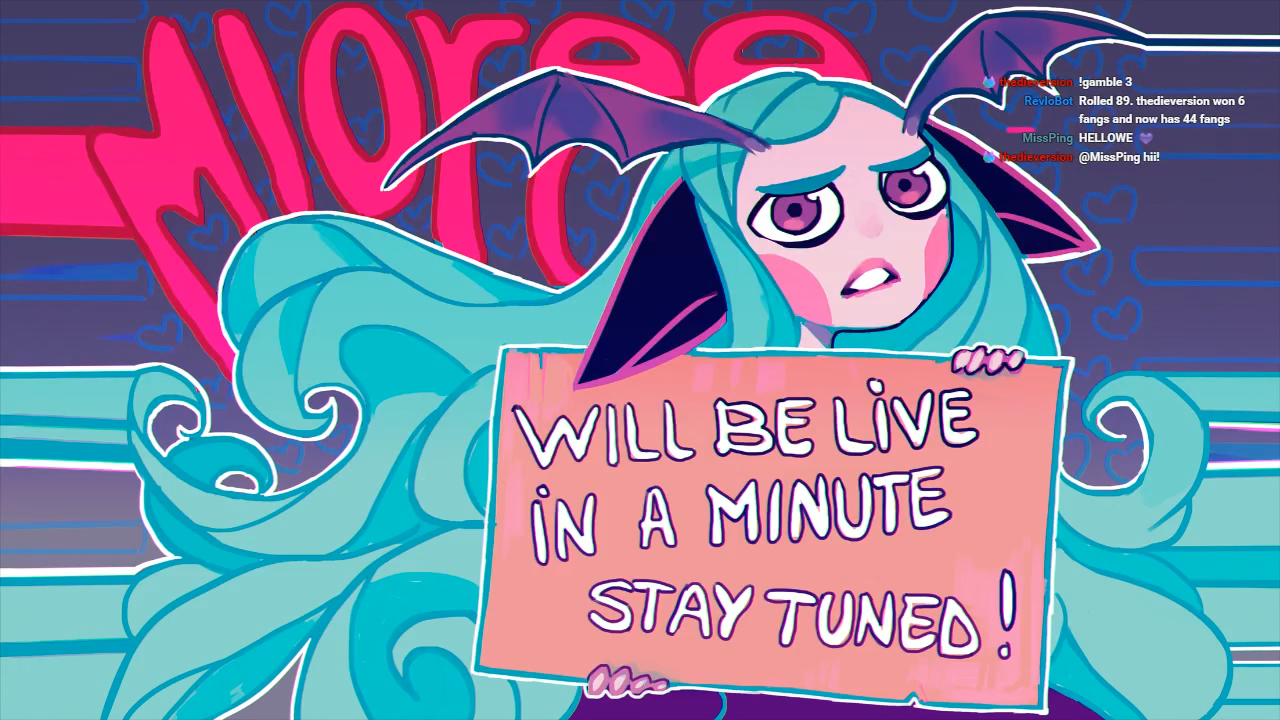 Moree
thedieversion !gamble 3
RevloBot Rolled 89. thedieversion won 6
fangs and now has 44 fangs
MissPing HELLOWE
thedieversion @MissPing hii!
WiLL BE LiVE
iN A MINUTE
STAY TUNED!